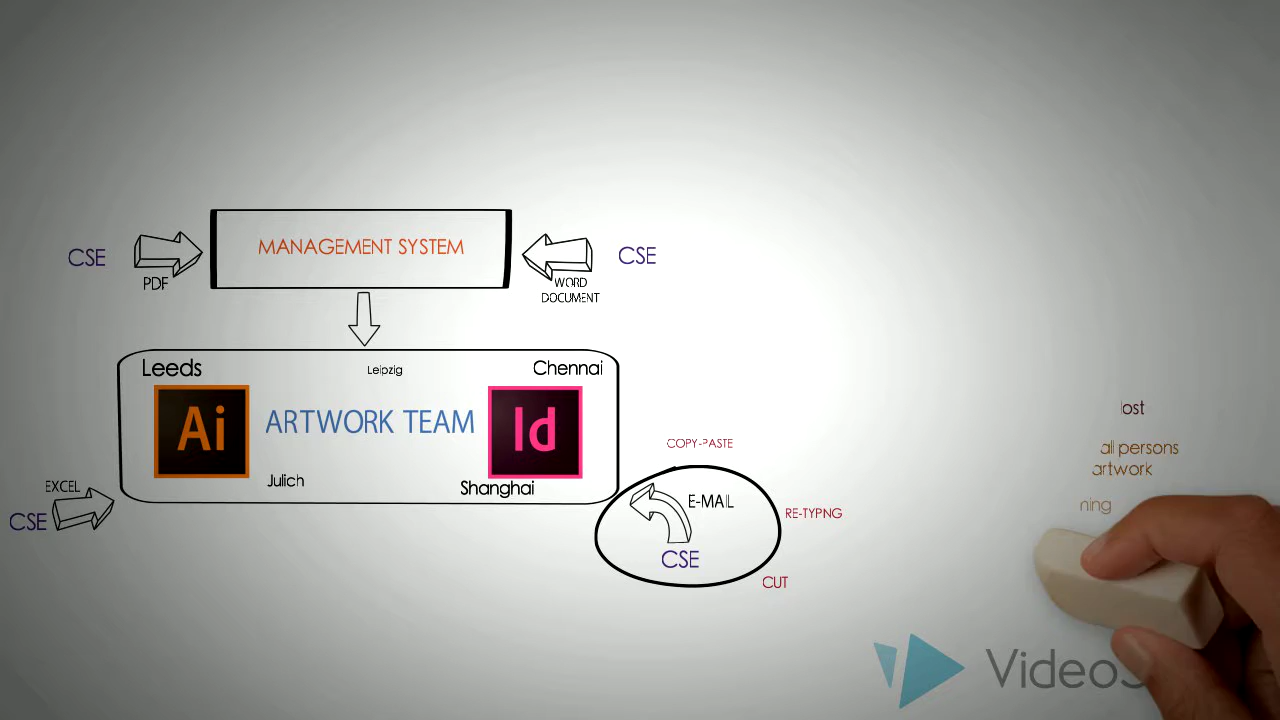 MANAGEMENT SYSTEM
CSE
CSE
PDF
WORD
DOCUMENT
Leeds
Leipzig
Chennai
Ai
ARTWORK TEAM
Id
Julich
Shanghai
EXCEL
CSE
COPY-PASTE
E-MAIL
RE-TYPNG
CSE
CUT
lost
all persons
artwork
ning
Video